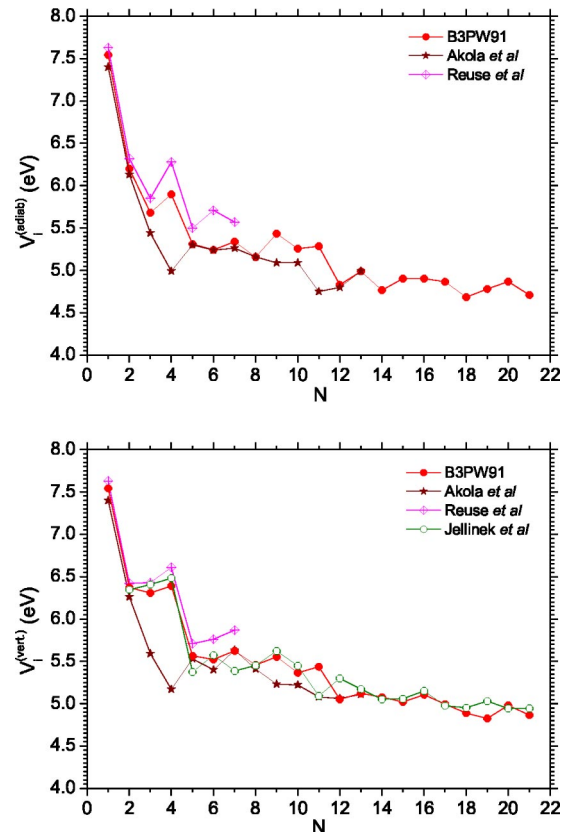 8.0
7.5
7.0
6.5
6.0
5.5
5.0
4.5
4.0
V_i^(adiab) (eV)
B3PW91
Akola et al
Reuse et al
0 2 4 6 8 10 12 14 16 18 20 22
N
8.0
7.5
7.0
6.5
6.0
5.5
5.0
4.5
4.0
V_i^(vert.) (eV)
B3PW91
Akola et al
Reuse et al
Jellinek et al
0 2 4 6 8 10 12 14 16 18 20 22
N